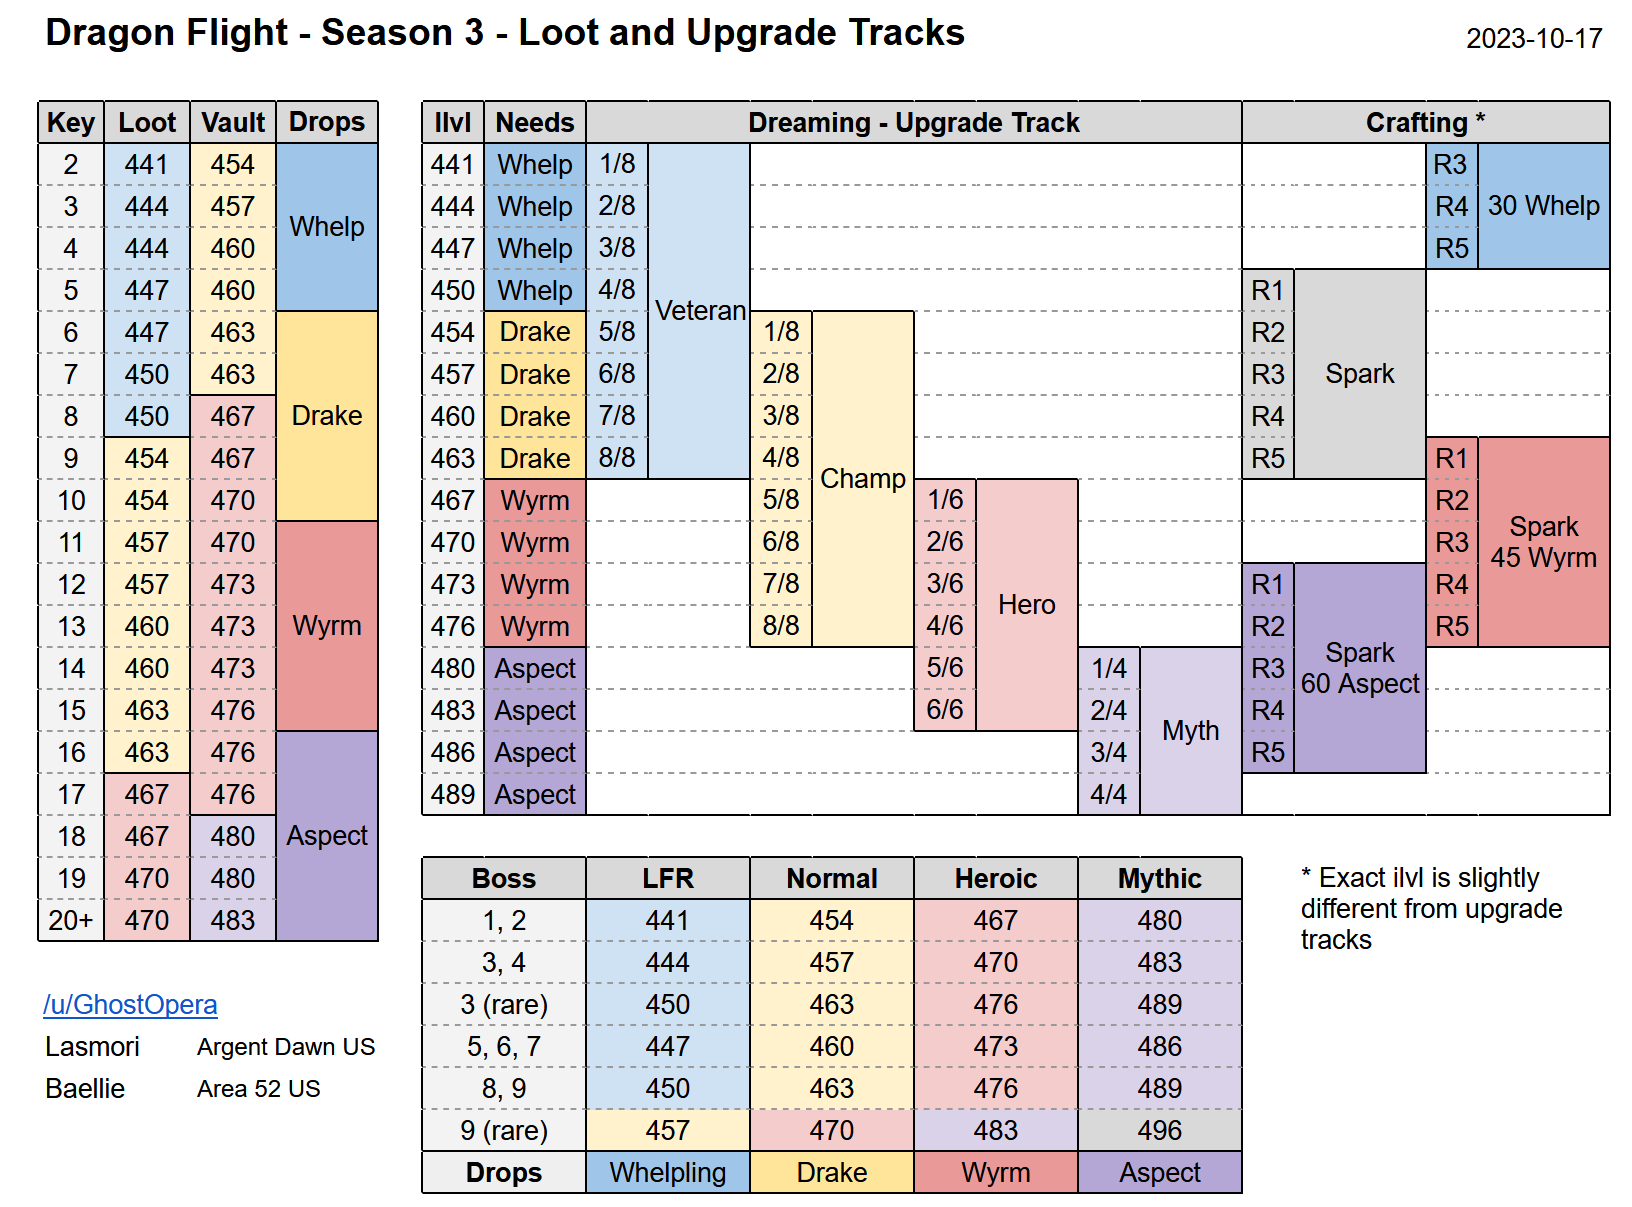 Dragon Flight - Season 3 - Loot and Upgrade Tracks
2023-10-17
Key Loot Vault Drops
2 441 454
3 444 457
Whelp
4 444 460
5 447 460
6 447 463
7 450 463
8 450 467
Drake
9 454 467
10 454 470
11 457 470
12 457 473
13 460 473
Wyrm
14 460 473
15 463 476
16 463 476
17 467 476
18 467 480
Aspect
19 470 480
20+ 470 483
Ilvl Needs Dreaming - Upgrade Track Crafting *
441 Whelp 1/8 R3
444 Whelp 2/8 R4 30 Whelp
447 Whelp 3/8 R5
450 Whelp 4/8 R1
Veteran
454 Drake 5/8 1/8 R2
457 Drake 6/8 2/8 R3 Spark
460 Drake 7/8 3/8 R4
463 Drake 8/8 4/8 R5 R1
Champ
467 Wyrm 5/8 1/6 R2
Spark
470 Wyrm 6/8 2/6 R3
45 Wyrm
473 Wyrm 7/8 3/6 R1 R4
Hero
476 Wyrm 8/8 4/6 R2 R5
Spark
480 Aspect 5/6 1/4 R3
60 Aspect
483 Aspect 6/6 2/4 R4
Myth
486 Aspect 3/4 R5
489 Aspect 4/4
Boss LFR Normal Heroic Mythic
1, 2 441 454 467 480
3, 4 444 457 470 483
3 (rare) 450 463 476 489
5, 6, 7 447 460 473 486
8, 9 450 463 476 489
9 (rare) 457 470 483 496
Drops Whelpling Drake Wyrm Aspect
* Exact ilvl is slightly
different from upgrade
tracks
/u/GhostOpera
Lasmori Argent Dawn US
Baellie Area 52 US